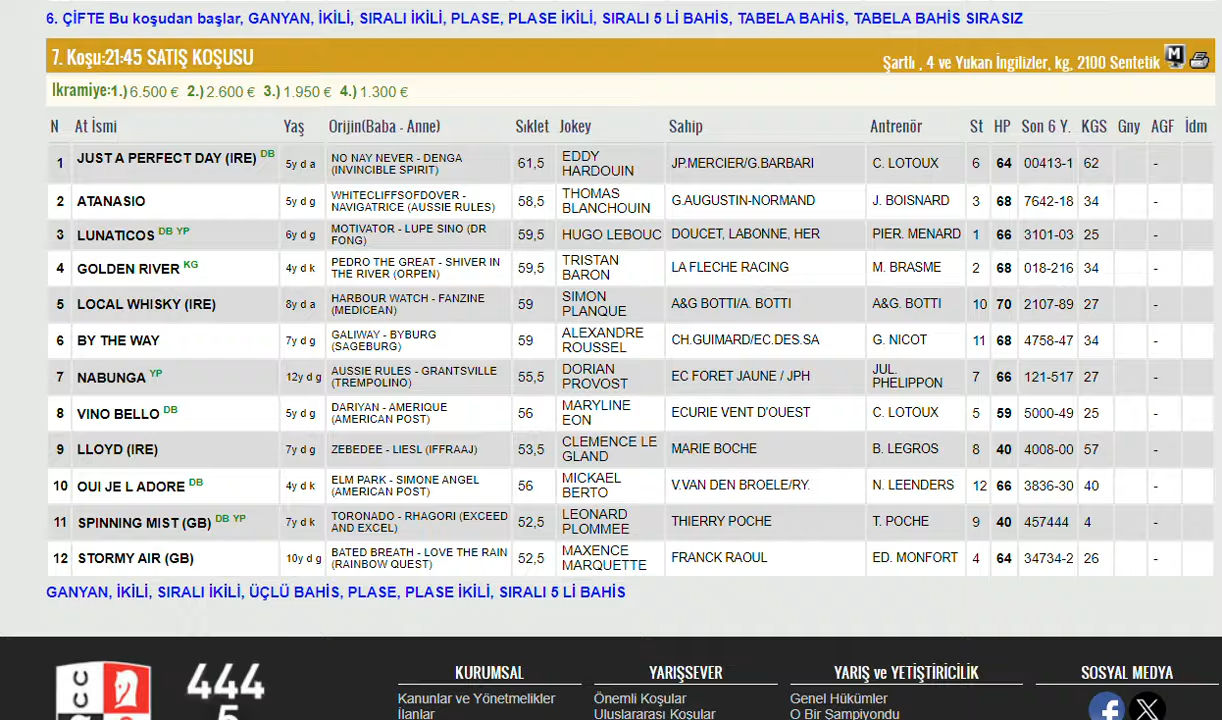 6. ÇİFTE Bu koşudan başlar, GANYAN, İKİLİ, SIRALI İKİLİ, PLASE, PLASE İKİLİ, SIRALI 5 Lİ BAHİS, TABELA BAHİS, TABELA BAHİS SIRASIZ
7. Koşu:21:45 SATIŞ KOŞUSU Şartlı , 4 ve Yukarı İngilizler, kg, 2100 Sentetik M
İkramiye:1.) 6.500 € 2.) 2.600 € 3.) 1.950 € 4.) 1.300 €
N At İsmi Yaş Orijin(Baba - Anne) Sıklet Jokey Sahip Antrenör St HP Son 6 Y. KGS Gny AGF İdm
1 JUST A PERFECT DAY (IRE) DB 5y d a NO NAY NEVER - DENGA (INVINCIBLE SPIRIT) 61,5 EDDY HARDOUIN JP.MERCIER/G.BARBARI C. LOTOUX 6 64 00413-1 62 -
2 ATANASIO 5y d g WHITECLIFFSOFDOVER - NAVIGATRICE (AUSSIE RULES) 58,5 THOMAS BLANCHOUIN G.AUGUSTIN-NORMAND J. BOISNARD 3 68 7642-18 34 -
3 LUNATICOS DB YP 6y d g MOTIVATOR - LUPE SINO (DR FONG) 59,5 HUGO LEBOUC DOUCET, LABONNE, HER PIER. MENARD 1 66 3101-03 25 -
4 GOLDEN RIVER KG 4y d k PEDRO THE GREAT - SHIVER IN THE RIVER (ORPEN) 59,5 TRISTAN BARON LA FLECHE RACING M. BRASME 2 68 018-216 34 -
5 LOCAL WHISKY (IRE) 8y d a HARBOUR WATCH - FANZINE (MEDICEAN) 59 SIMON PLANQUE A&G BOTTI/A. BOTTI A&G. BOTTI 10 70 2107-89 27 -
6 BY THE WAY 7y d g GALIWAY - BYBURG (SAGEBURG) 59 ALEXANDRE ROUSSEL CH.GUIMARD/EC.DES.SA G. NICOT 11 68 4758-47 34 -
7 NABUNGA YP 12y d g AUSSIE RULES - GRANTSVILLE (TREMPOLINO) 55,5 DORIAN PROVOST EC FORET JAUNE / JPH JUL. PHELIPPON 7 66 121-517 27 -
8 VINO BELLO DB 5y d g DARIYAN - AMERIQUE (AMERICAN POST) 56 MARYLINE EON ECURIE VENT D'OUEST C. LOTOUX 5 59 5000-49 25 -
9 LLOYD (IRE) 7y d g ZEBEDEE - LIESL (IFFRAAJ) 53,5 CLEMENCE LE GLAND MARIE BOCHE B. LEGROS 8 40 4008-00 57 -
10 OUI JE L ADORE DB 4y d k ELM PARK - SIMONE ANGEL (AMERICAN POST) 56 MICKAEL BERTO V.VAN DEN BROELE/RY. N. LEENDERS 12 66 3836-30 40 -
11 SPINNING MIST (GB) DB YP 7y d k TORONADO - RHAGORI (EXCEED AND EXCEL) 52,5 LEONARD PLOMMEE THIERRY POCHE T. POCHE 9 40 457444 4 -
12 STORMY AIR (GB) 10y d g BATED BREATH - LOVE THE RAIN (RAINBOW QUEST) 52,5 MAXENCE MARQUETTE FRANCK RAOUL ED. MONFORT 4 64 34734-2 26 -
GANYAN, İKİLİ, SIRALI İKİLİ, ÜÇLÜ BAHİS, PLASE, PLASE İKİLİ, SIRALI 5 Lİ BAHİS
444
KURUMSAL YARIŞSEVER YARIŞ ve YETİŞTİRİCİLİK SOSYAL MEDYA
Kanunlar ve Yönetmelikler Önemli Koşular Genel Hükümler
İlanlar Uluslararası Koşular O Bir Şampiyondu